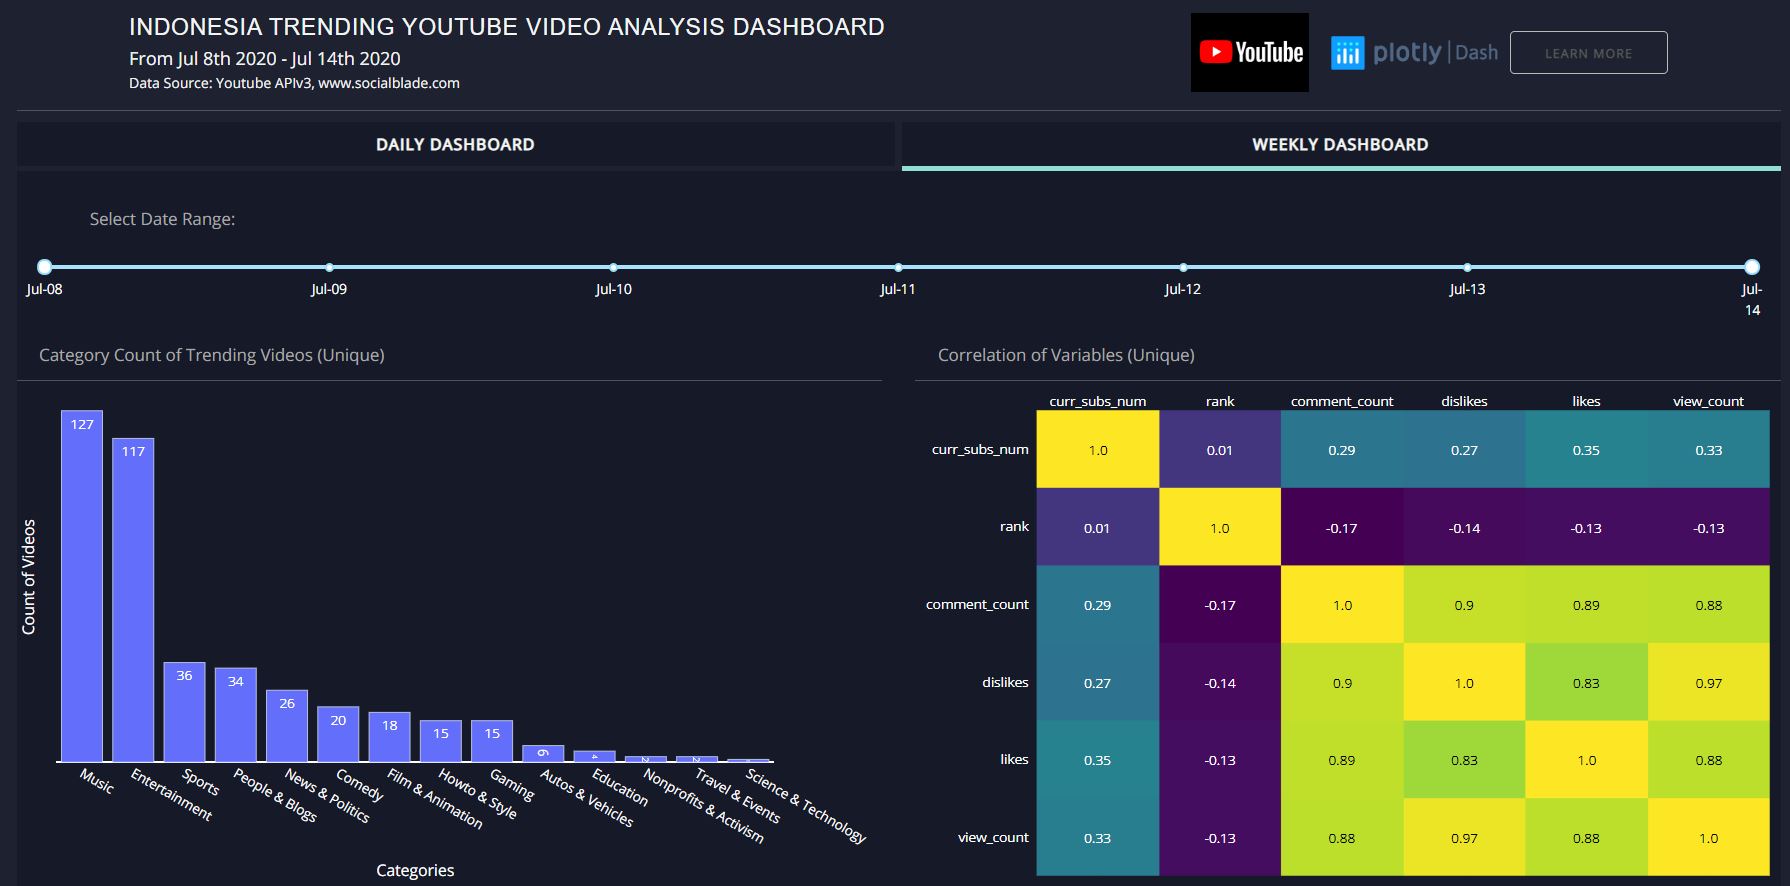 INDONESIA TRENDING YOUTUBE VIDEO ANALYSIS DASHBOARD
From Jul 8th 2020 - Jul 14th 2020
Data Source: Youtube APIv3, www.socialblade.com
YouTube
plotly | Dash
LEARN MORE
DAILY DASHBOARD
WEEKLY DASHBOARD
Select Date Range:
Jul-08
Jul-09
Jul-10
Jul-11
Jul-12
Jul-13
Jul-
14
Category Count of Trending Videos (Unique)
Count of Videos
127
117
36
34
26
20
18
15
15
6
4
2
2
Music
Entertainment
Sports
People & Blogs
News & Politics
Comedy
Film & Animation
Howto & Style
Gaming
Autos & Vehicles
Education
Nonprofits & Activism
Travel & Events
Science & Technology
Categories
Correlation of Variables (Unique)
curr_subs_num rank comment_count dislikes likes view_count
curr_subs_num 1.0 0.01 0.29 0.27 0.35 0.33
rank 0.01 1.0 -0.17 -0.14 -0.13 -0.13
comment_count 0.29 -0.17 1.0 0.9 0.89 0.88
dislikes 0.27 -0.14 0.9 1.0 0.83 0.97
likes 0.35 -0.13 0.89 0.83 1.0 0.88
view_count 0.33 -0.13 0.88 0.97 0.88 1.0